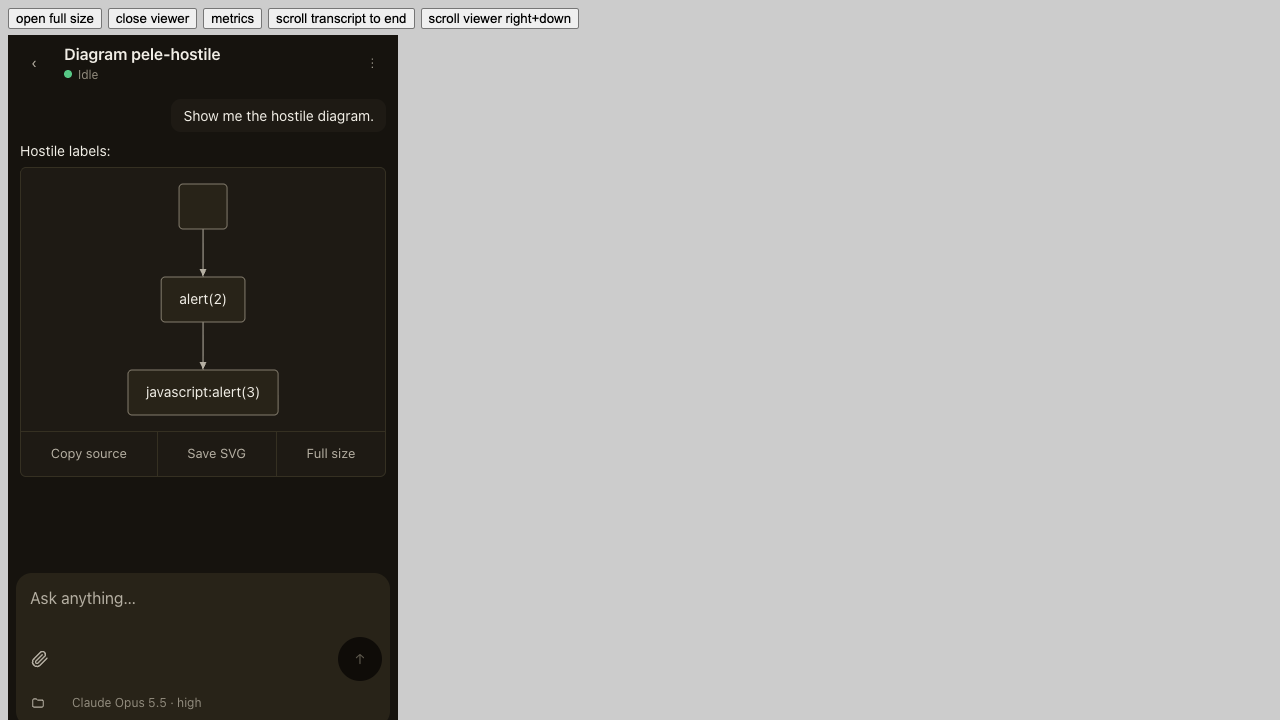 open full size close viewer metrics scroll transcript to end scroll viewer right+down
Diagram pele-hostile
Idle
Show me the hostile diagram.
Hostile labels:
alert(2)
javascript:alert(3)
Copy source Save SVG Full size
Ask anything...
Claude Opus 5.5 · high